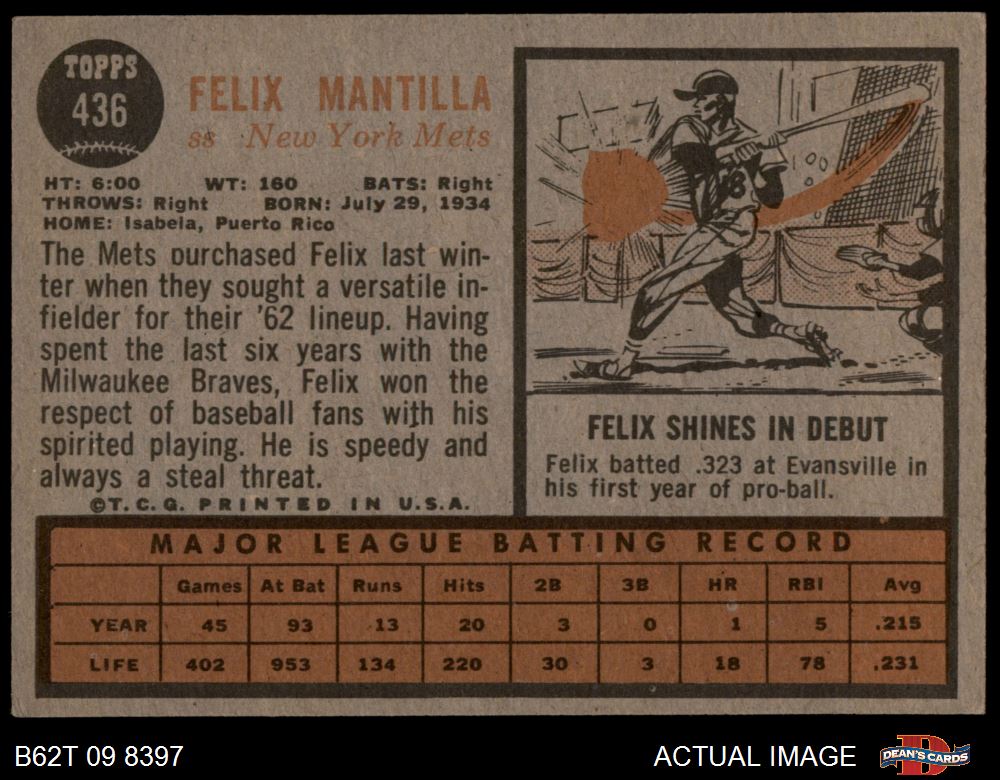 TOPPS
436
FELIX MANTILLA
ss New York Mets
HT: 6:00 WT: 160 BATS: Right
THROWS: Right BORN: July 29, 1934
HOME: Isabela, Puerto Rico
The Mets ourchased Felix last win-
ter when they sought a versatile in-
fielder for their '62 lineup. Having
spent the last six years with the
Milwaukee Braves, Felix won the
respect of baseball fans with his
spirited playing. He is speedy and
always a steal threat.
©T.C.G. PRINTED IN U.S.A.
FELIX SHINES IN DEBUT
Felix batted .323 at Evansville in
his first year of pro-ball.
MAJOR LEAGUE BATTING RECORD
Games At Bat Runs Hits 2B 3B HR RBI Avg
YEAR 45 93 13 20 3 0 1 5 .215
LIFE 402 953 134 220 30 3 18 78 .231
B62T 09 8397
ACTUAL IMAGE
DEAN'S CARDS